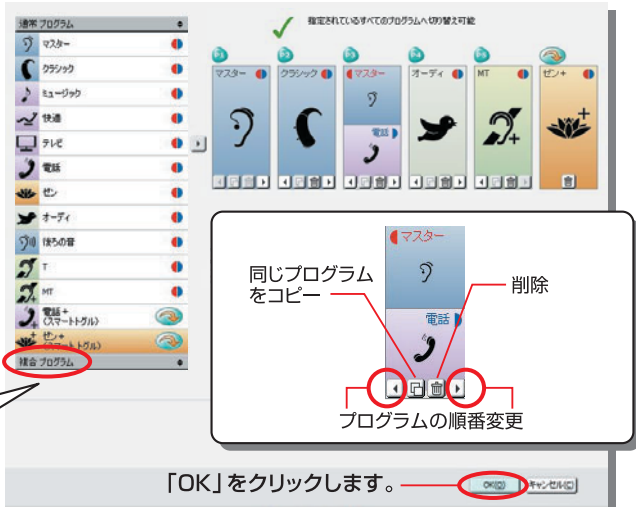 通常 プログラム
マスター
クラシック
ミュージック
快適
テレビ
電話
ゼン
オーディ
後ろの音
T
MT
電話+
(スマートトグル)
ゼン+
(スマートトグル)
複合 プログラム
指定されているすべてのプログラムへ切り替え可能
P-1
P-2
P-3
P-4
P-5
マスター
クラシック
マスター
電話
オーディ
MT
ゼン+
マスター
電話
同じプログラム
をコピー
削除
プログラムの順番変更
「OK」をクリックします。
OK(O)
キャンセル(C)